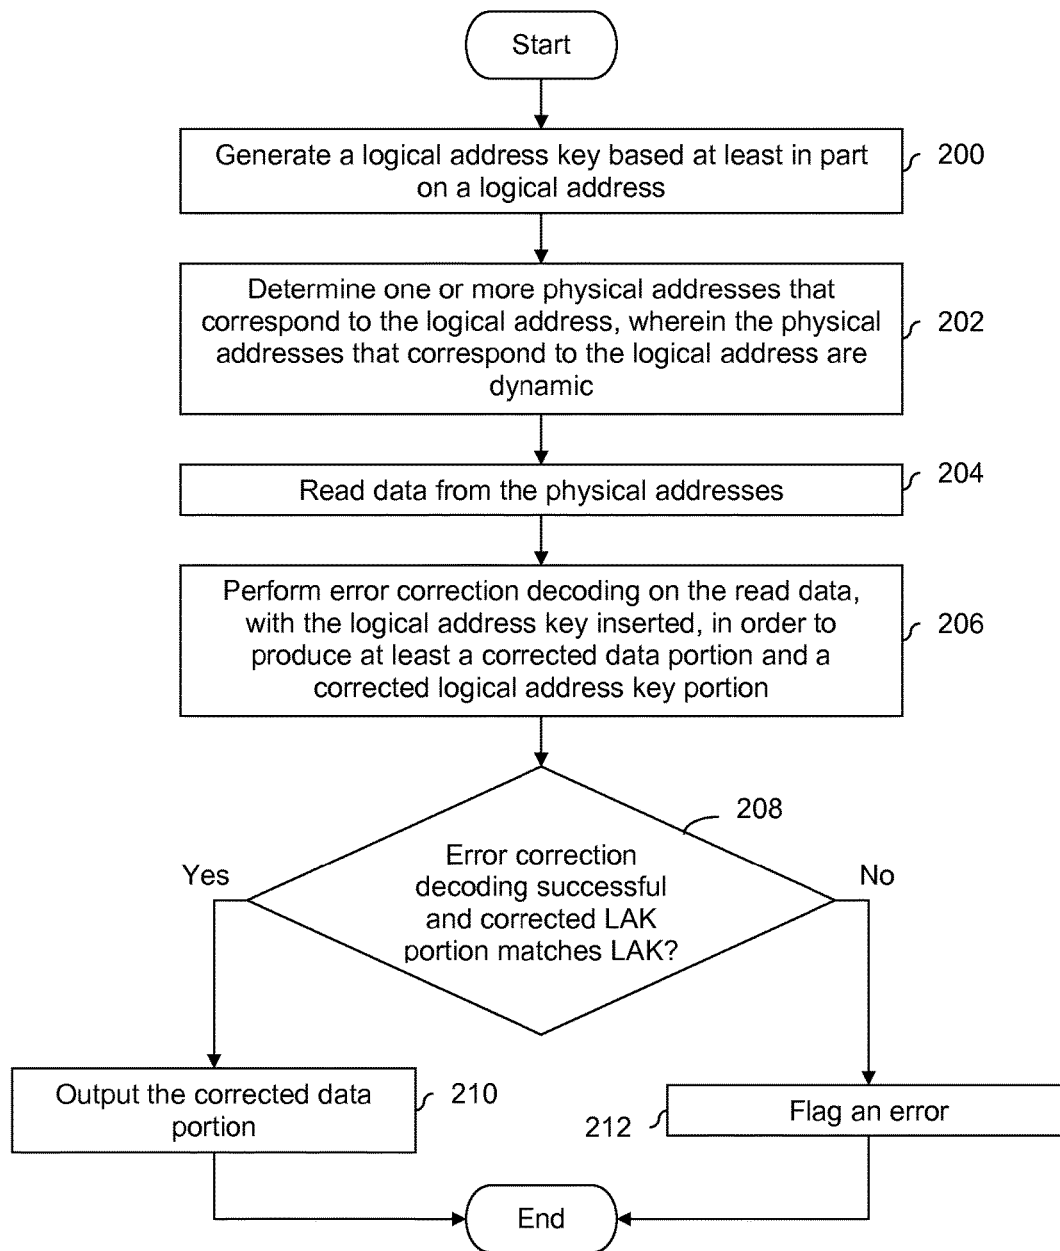 Start
Generate a logical address key based at least in part
on a logical address
200
Determine one or more physical addresses that
correspond to the logical address, wherein the physical
addresses that correspond to the logical address are
dynamic
202
Read data from the physical addresses
204
Perform error correction decoding on the read data,
with the logical address key inserted, in order to
produce at least a corrected data portion and a
corrected logical address key portion
206
208
Yes
Error correction
decoding successful
and corrected LAK
portion matches LAK?
No
Output the corrected data
portion
210
212
Flag an error
End